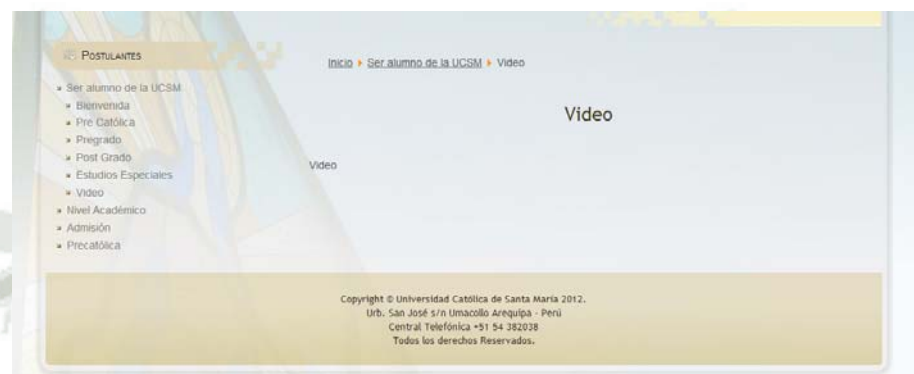 Postulantes
Inicio Ser alumno de la UCSM Video
» Ser alumno de la UCSM
» Bienvenida
» Pre Católica
» Pregrado
» Post Grado
» Estudios Especiales
» Video
» Nivel Académico
» Admisión
» Precatólica
Video
Video
Copyright © Universidad Católica de Santa María 2012.
Urb. San José s/n Umacollo Arequipa - Perú
Central Telefónica +51 54 382038
Todos los derechos Reservados.